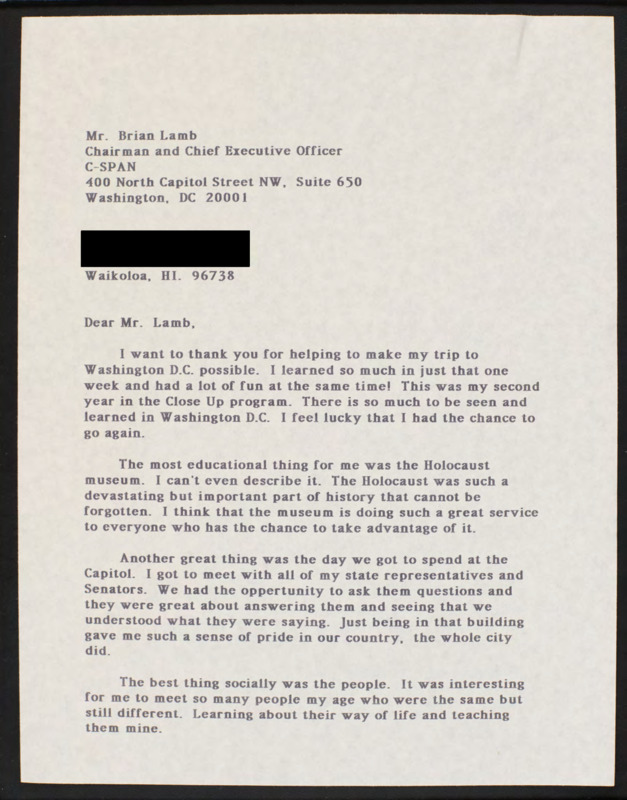 Mr. Brian Lamb
Chairman and Chief Executive Officer
C-SPAN
400 North Capitol Street NW, Suite 650
Washington, DC 20001
Waikoloa, HI. 96738
Dear Mr. Lamb,
I want to thank you for helping to make my trip to
Washington D.C. possible. I learned so much in just that one
week and had a lot of fun at the same time! This was my second
year in the Close Up program. There is so much to be seen and
learned in Washington D.C. I feel lucky that I had the chance to
go again.
The most educational thing for me was the Holocaust
museum. I can't even describe it. The Holocaust was such a
devastating but important part of history that cannot be
forgotten. I think that the museum is doing such a great service
to everyone who has the chance to take advantage of it.
Another great thing was the day we got to spend at the
Capitol. I got to meet with all of my state representatives and
Senators. We had the opportunity to ask them questions and
they were great about answering them and seeing that we
understood what they were saying. Just being in that building
gave me such a sense of pride in our country, the whole city
did.
The best thing socially was the people. It was interesting
for me to meet so many people my age who were the same but
still different. Learning about their way of life and teaching
them mine.